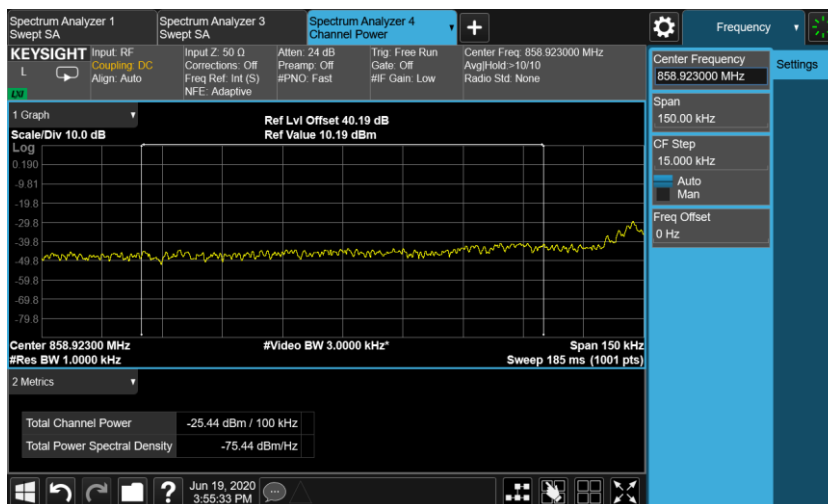 Spectrum Analyzer 1
Swept SA
Spectrum Analyzer 3
Swept SA
Spectrum Analyzer 4
Channel Power
Frequency
KEYSIGHT
L
LXI
Input: RF
Coupling: DC
Align: Auto
Input Z: 50 Ω
Corrections: Off
Freq Ref: Int (S)
NFE: Adaptive
Atten: 24 dB
Preamp: Off
#PNO: Fast
Trig: Free Run
Gate: Off
#IF Gain: Low
Center Freq: 858.923000 MHz
Avg|Hold:>10/10
Radio Std: None
Center Frequency
858.923000 MHz
Settings
Span
150.00 kHz
CF Step
15.000 kHz
Auto
Man
Freq Offset
0 Hz
1 Graph
Scale/Div 10.0 dB
Ref Lvl Offset 40.19 dB
Ref Value 10.19 dBm
Log
0.190
-9.81
-19.8
-29.8
-39.8
-49.8
-59.8
-69.8
-79.8
Center 858.92300 MHz
#Video BW 3.0000 kHz*
Span 150 kHz
#Res BW 1.0000 kHz
Sweep 185 ms (1001 pts)
2 Metrics
Total Channel Power -25.44 dBm / 100 kHz
Total Power Spectral Density -75.44 dBm/Hz
?
Jun 19, 2020
3:55:33 PM